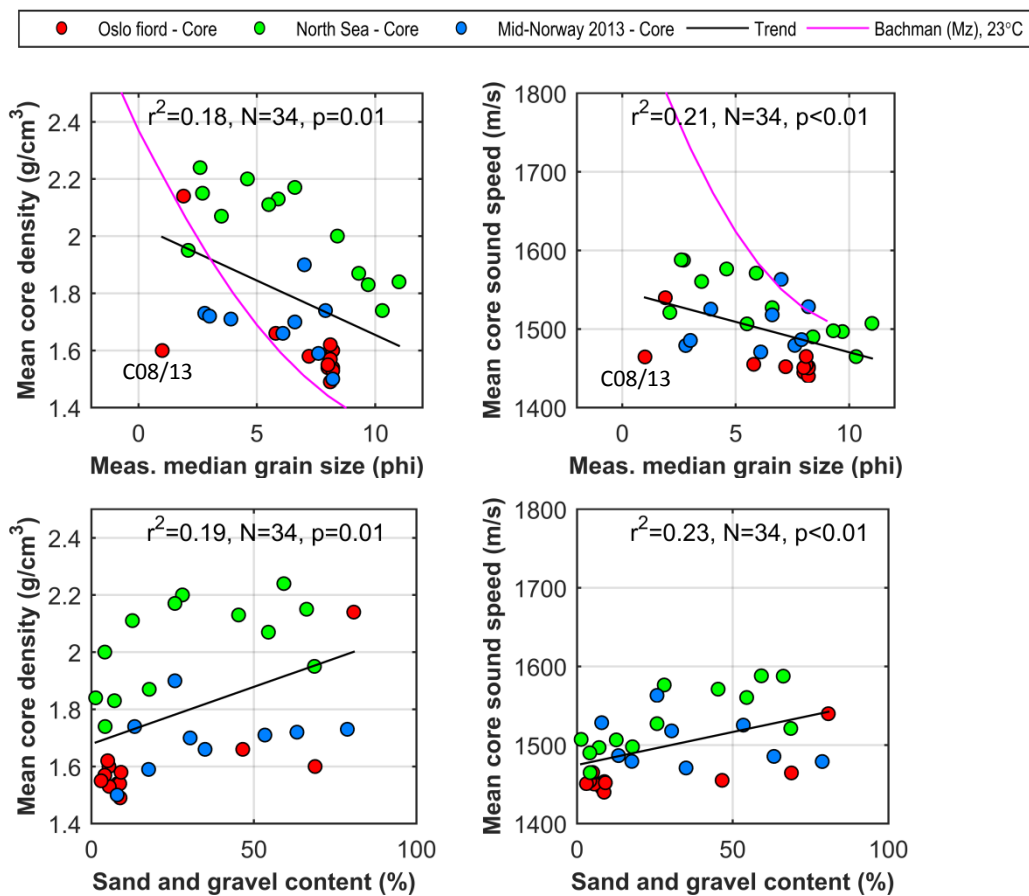 Oslo fiord - Core North Sea - Core Mid-Norway 2013 - Core Trend Bachman (Mz), 23°C
r²=0.18, N=34, p=0.01
Mean core density (g/cm³)
2.4
2.2
2
1.8
1.6
1.4
C08/13
0 5 10
Meas. median grain size (phi)
r²=0.21, N=34, p<0.01
Mean core sound speed (m/s)
1800
1700
1600
1500
1400
C08/13
0 5 10
Meas. median grain size (phi)
r²=0.19, N=34, p=0.01
Mean core density (g/cm³)
2.4
2.2
2
1.8
1.6
1.4
0 50 100
Sand and gravel content (%)
r²=0.23, N=34, p<0.01
Mean core sound speed (m/s)
1800
1700
1600
1500
1400
0 50 100
Sand and gravel content (%)